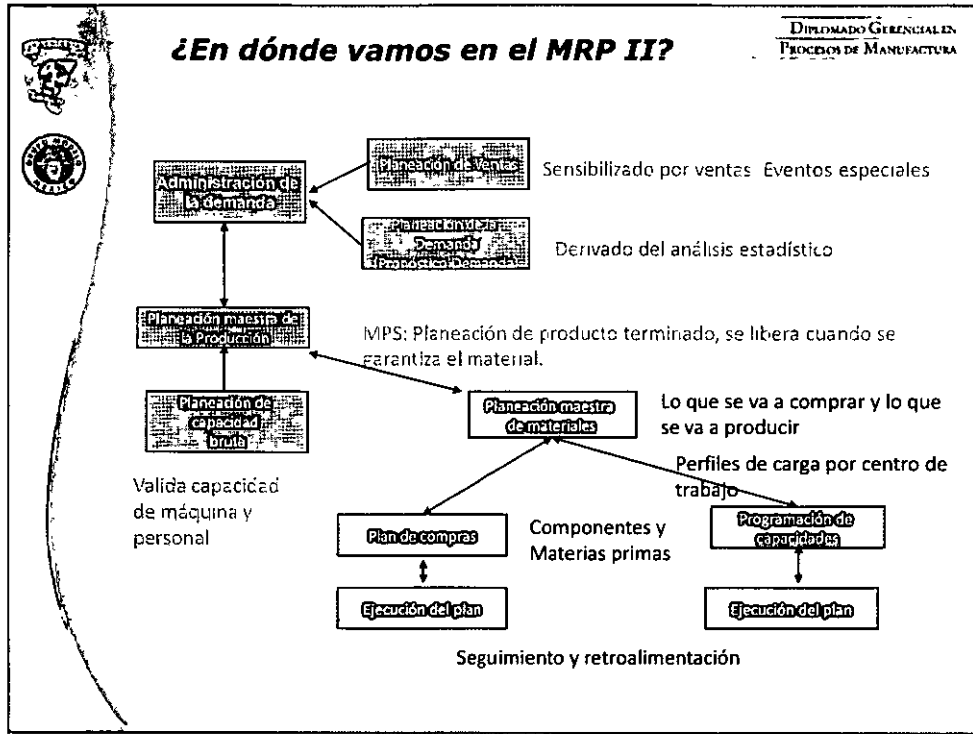 ¿En dónde vamos en el MRP II?
DIPLOMADO GERENCIAL EN
PROCESOS DE MANUFACTURA
GRUPO MODELO
MEXICO
Planeación de ventas
Sensibilizado por ventas Eventos especiales
Administración de
la demanda
Planeación de la
Demanda
Pronóstico Demanda
Derivado del análisis estadístico
Planeación maestra de
la Producción
MPS: Planeación de producto terminado, se libera cuando se
garantiza el material.
Planeación de
capacidad
bruta
Planeación maestra
de materiales
Lo que se va a comprar y lo que
se va a producir
Perfiles de carga por centro de
trabajo
Valida capacidad
de máquina y
personal
Plan de compras
Componentes y
Materias primas
Programación de
capacidades
Ejecución del plan
Ejecución del plan
Seguimiento y retroalimentación